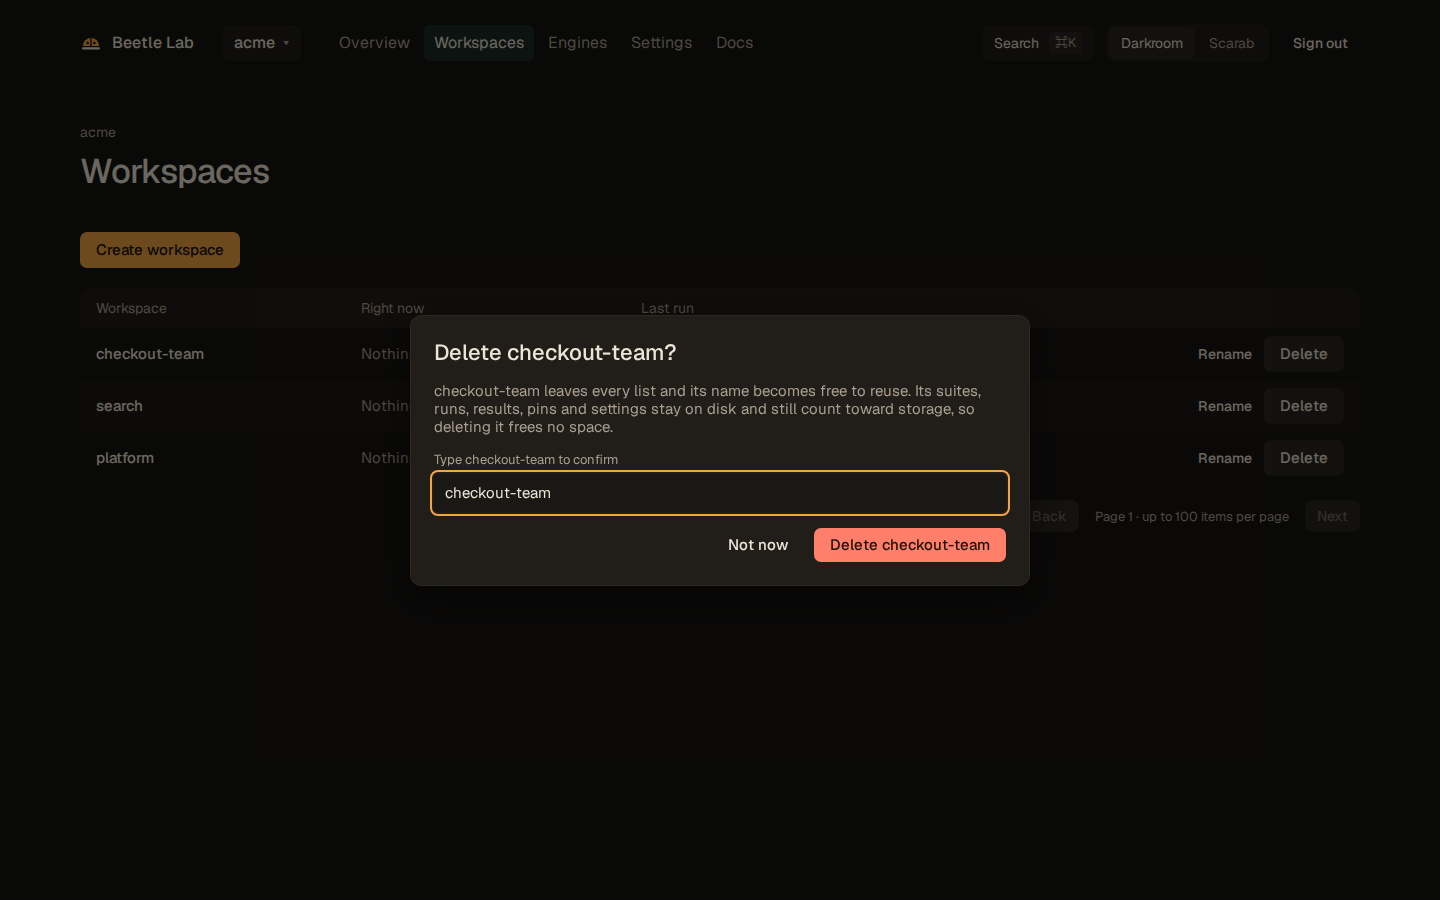 Beetle Lab
acme
Overview
Workspaces
Engines
Settings
Docs
Search ⌘K
Darkroom
Scarab
Sign out
acme
Workspaces
Create workspace
Workspace
Right now
Last run
checkout-team
Rename
Delete
search
Rename
Delete
platform
Rename
Delete
Back
Page 1 · up to 100 items per page
Next
Delete checkout-team?
checkout-team leaves every list and its name becomes free to reuse. Its suites,
runs, results, pins and settings stay on disk and still count toward storage, so
deleting it frees no space.
Type checkout-team to confirm
checkout-team
Not now
Delete checkout-team